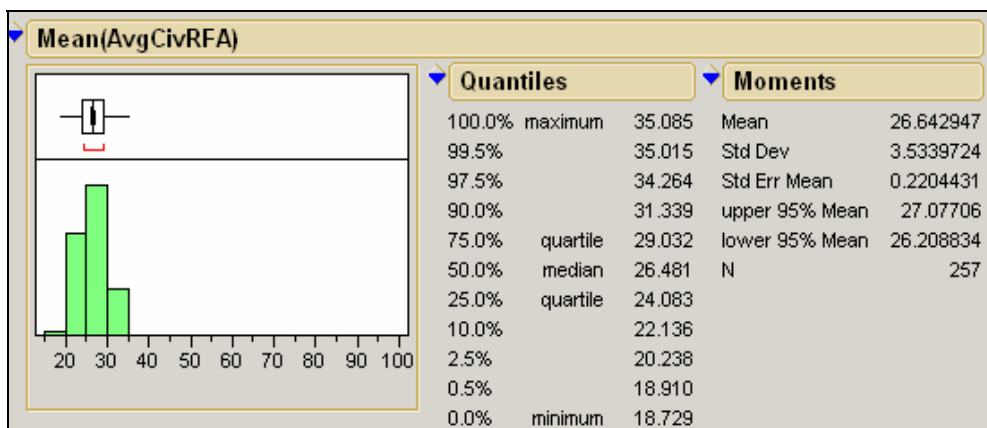 Mean(AvgCivRFA)
20 30 40 50 60 70 80 90 100
Quantiles
100.0% maximum 35.085
99.5% 35.015
97.5% 34.264
90.0% 31.339
75.0% quartile 29.032
50.0% median 26.481
25.0% quartile 24.083
10.0% 22.136
2.5% 20.238
0.5% 18.910
0.0% minimum 18.729
Moments
Mean 26.642947
Std Dev 3.5339724
Std Err Mean 0.2204431
upper 95% Mean 27.07706
lower 95% Mean 26.208834
N 257